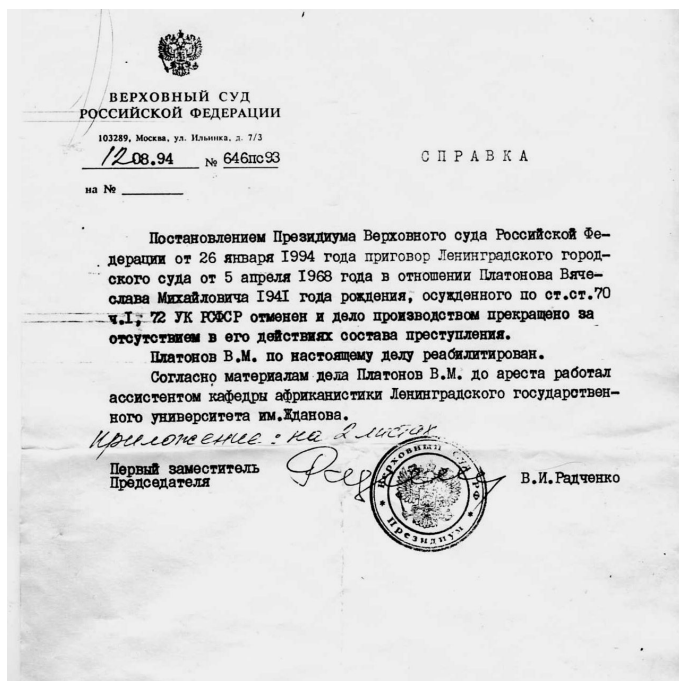 ВЕРХОВНЫЙ СУД
РОССИЙСКОЙ ФЕДЕРАЦИИ
103289, Москва, ул. Ильинка, д. 7/3
12.08.94 № 646пс93
на №
СПРАВКА
Постановлением Президиума Верховного суда Российской Фе-
дерации от 26 января 1994 года приговор Ленинградского город-
ского суда от 5 апреля 1968 года в отношении Платонова Вяче-
слава Михайловича 1941 года рождения, осужденного по ст.ст.70
ч.I, 72 УК РСФСР отменен и дело производством прекращено за
отсутствием в его действиях состава преступления.
Платонов В.М. по настоящему делу реабилитирован.
Согласно материалам дела Платонов В.М. до ареста работал
ассистентом кафедры африканистики Ленинградского государствен-
ного университета им.Жданова.
приложение: на 2 листах
Первый заместитель
Председателя
В.И.Радченко
Верховный Суд РФ
* Президиум *